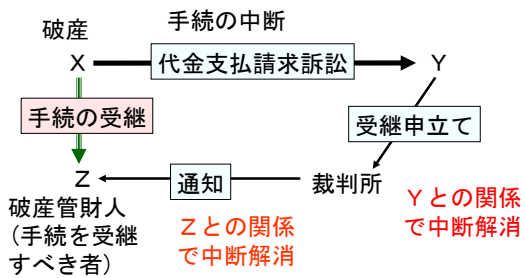 破産
手続の中断
X
代金支払請求訴訟
Y
手続の受継
受継申立て
Z
通知
裁判所
破産管財人
(手続を受継
すべき者)
Zとの関係
で中断解消
Yとの関係
で中断解消